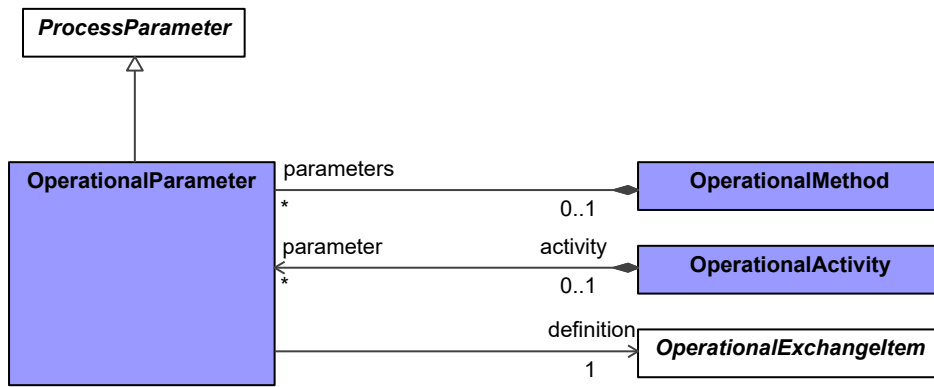 ProcessParameter
OperationalParameter
parameters
*
0..1
OperationalMethod
parameter
activity
*
0..1
OperationalActivity
definition
1
OperationalExchangeItem